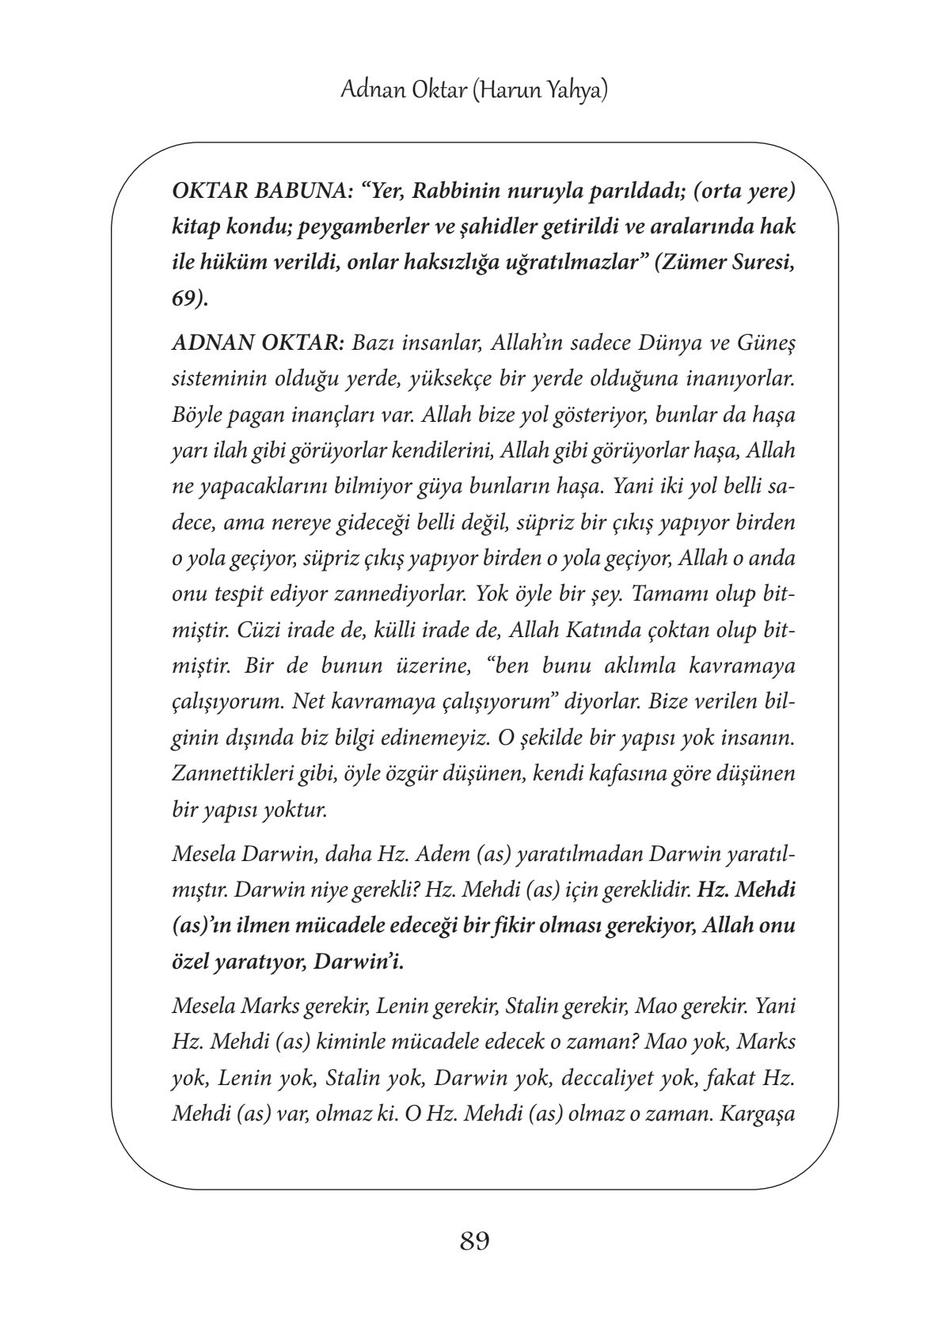 Adnan Oktar (Harun Yahya)
OKTAR BABUNA: “Yer, Rabbinin nuruyla parıldadı; (orta yere)
kitap kondu; peygamberler ve şahidler getirildi ve aralarında hak
ile hüküm verildi, onlar haksızlığa uğratılmazlar” (Zümer Suresi,
69).
ADNAN OKTAR: Bazı insanlar, Allah’ın sadece Dünya ve Güneş
sisteminin olduğu yerde, yüksekçe bir yerde olduğuna inanıyorlar.
Böyle pagan inançları var. Allah bize yol gösteriyor, bunlar da haşa
yarı ilah gibi görüyorlar kendilerini, Allah gibi görüyorlar haşa, Allah
ne yapacaklarını bilmiyor güya bunların haşa. Yani iki yol belli sa-
dece, ama nereye gideceği belli değil, süpriz bir çıkış yapıyor birden
o yola geçiyor, süpriz çıkış yapıyor birden o yola geçiyor, Allah o anda
onu tespit ediyor zannediyorlar. Yok öyle bir şey. Tamamı olup bit-
miştir. Cüzi irade de, külli irade de, Allah Katında çoktan olup bit-
miştir. Bir de bunun üzerine, “ben bunu aklımla kavramaya
çalışıyorum. Net kavramaya çalışıyorum” diyorlar. Bize verilen bil-
ginin dışında biz bilgi edinemeyiz. O şekilde bir yapısı yok insanın.
Zannettikleri gibi, öyle özgür düşünen, kendi kafasına göre düşünen
bir yapısı yoktur.
Mesela Darwin, daha Hz. Adem (as) yaratılmadan Darwin yaratıl-
mıştır. Darwin niye gerekli? Hz. Mehdi (as) için gereklidir. Hz. Mehdi
(as)’ın ilmen mücadele edeceği bir fikir olması gerekiyor, Allah onu
özel yaratıyor, Darwin’i.
Mesela Marks gerekir, Lenin gerekir, Stalin gerekir, Mao gerekir. Yani
Hz. Mehdi (as) kiminle mücadele edecek o zaman? Mao yok, Marks
yok, Lenin yok, Stalin yok, Darwin yok, deccaliyet yok, fakat Hz.
Mehdi (as) var, olmaz ki. O Hz. Mehdi (as) olmaz o zaman. Kargaşa
89